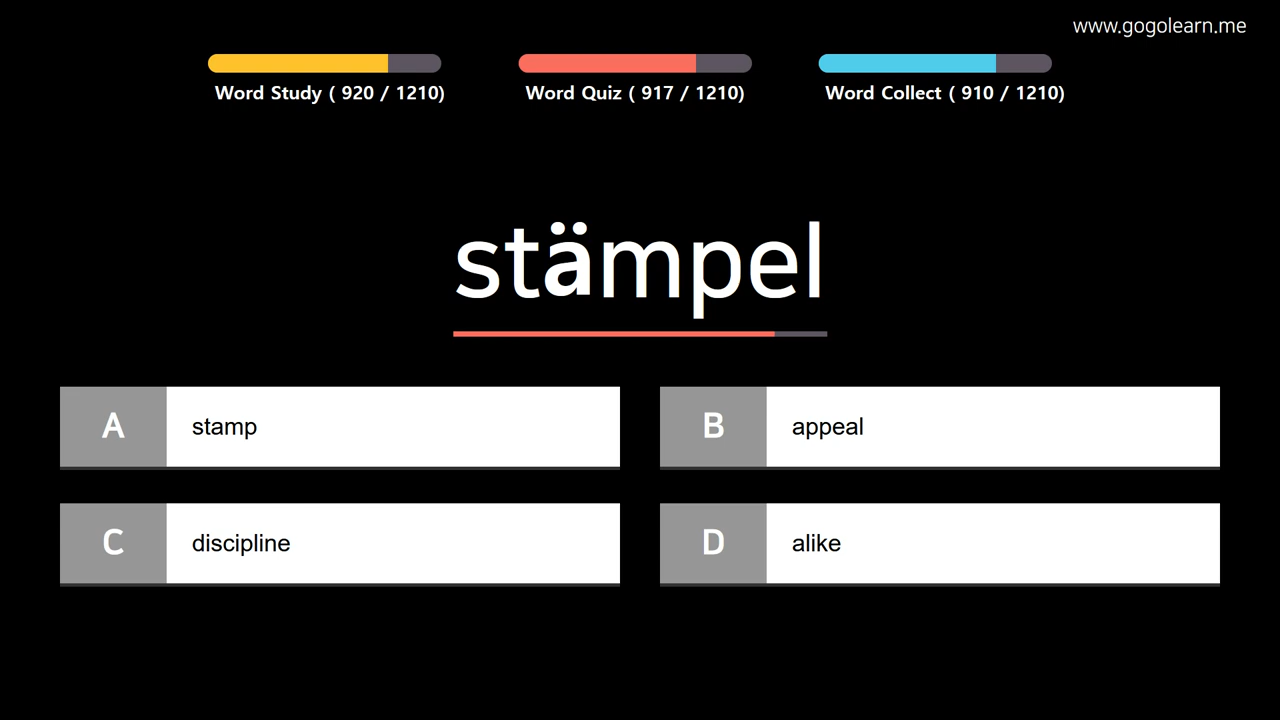 www.gogolearn.me
Word Study ( 920 / 1210)
Word Quiz ( 917 / 1210)
Word Collect ( 910 / 1210)
stämpel
A stamp
B appeal
C discipline
D alike